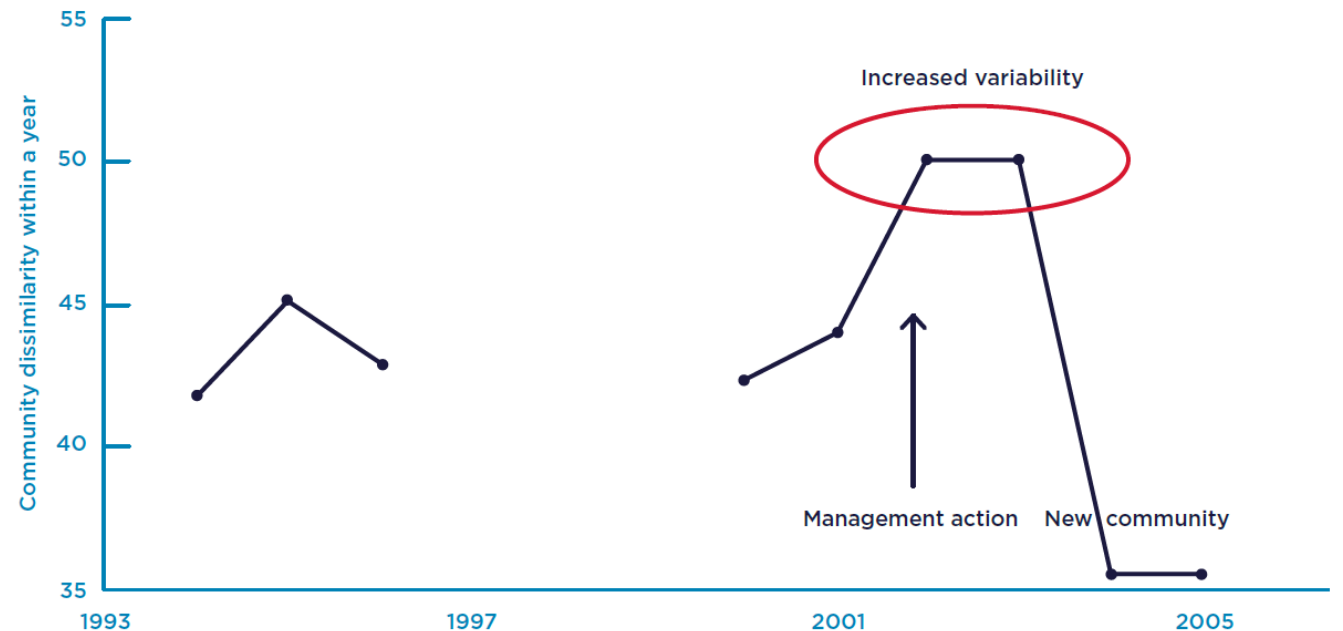 55
Increased variability
50
45
40
Community dissimilarity within a year
Management action
New community
35
1993
1997
2001
2005